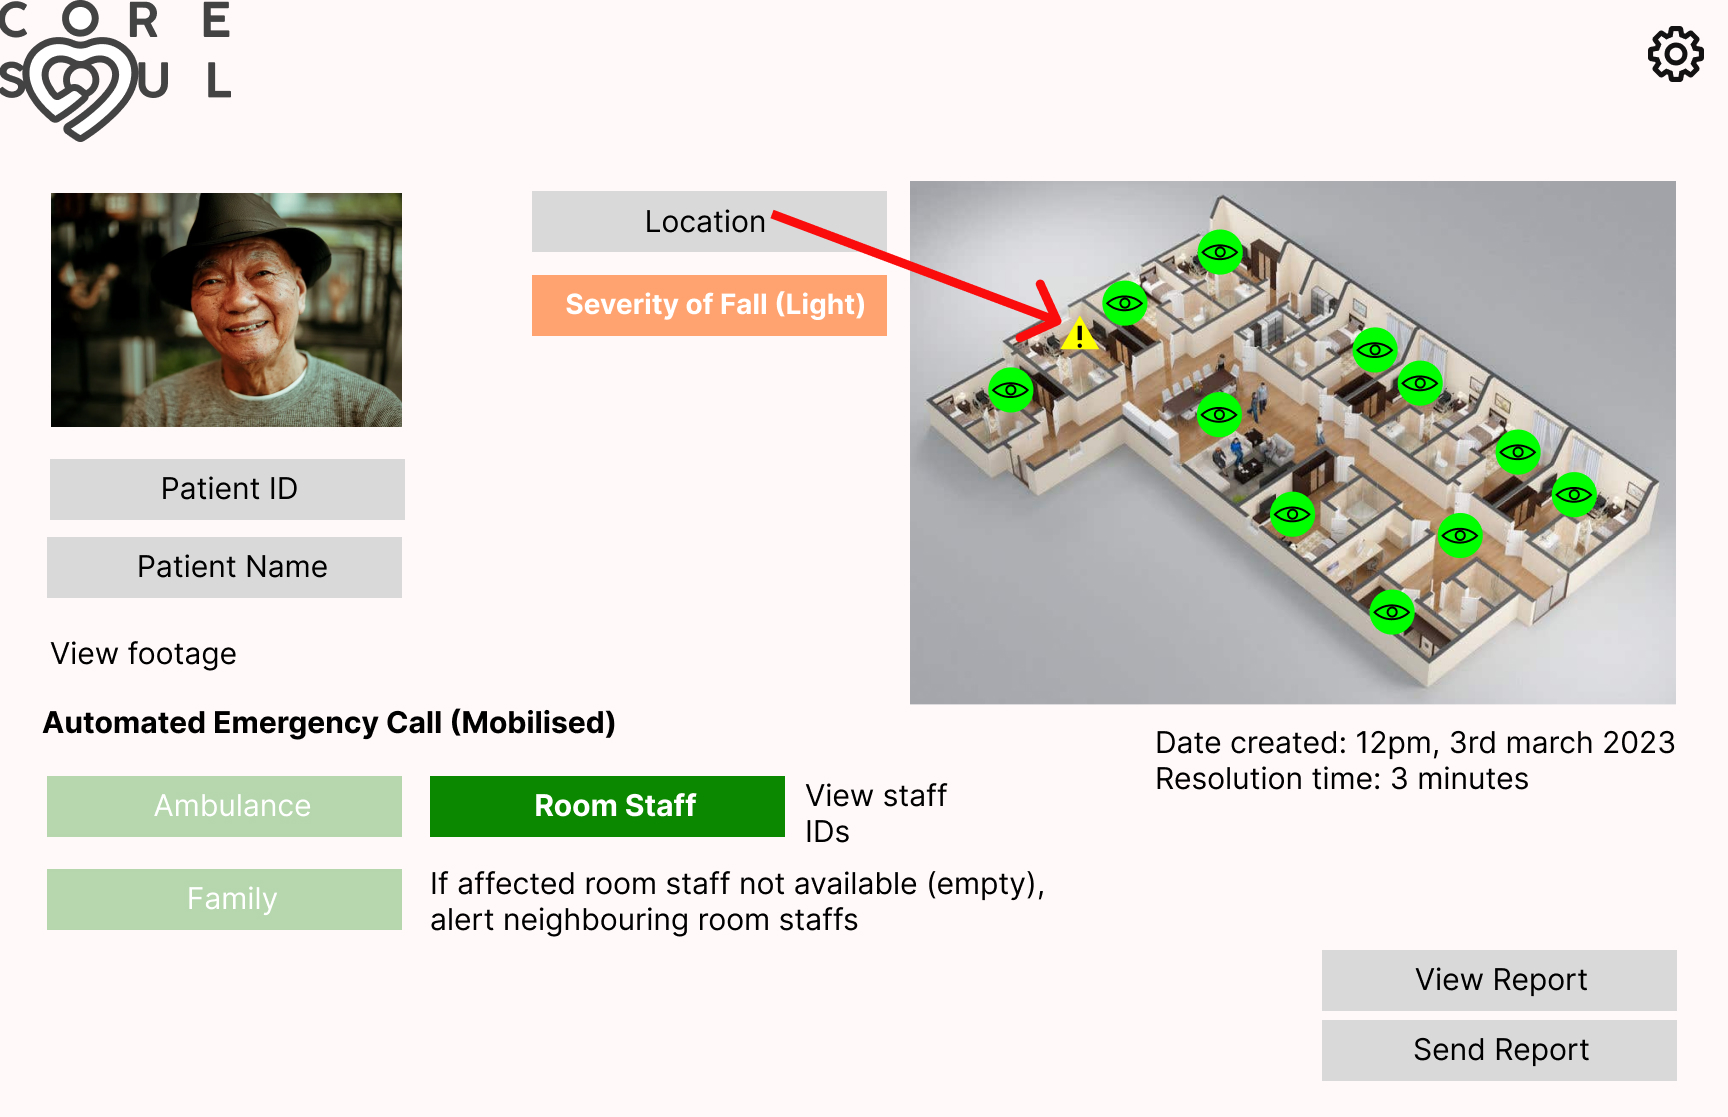 CORE
SOUL
Location
Severity of Fall (Light)
!
Patient ID
Patient Name
View footage
Automated Emergency Call (Mobilised)
Ambulance
Room Staff
View staff
IDs
Family
If affected room staff not available (empty),
alert neighbouring room staffs
Date created: 12pm, 3rd march 2023
Resolution time: 3 minutes
View Report
Send Report